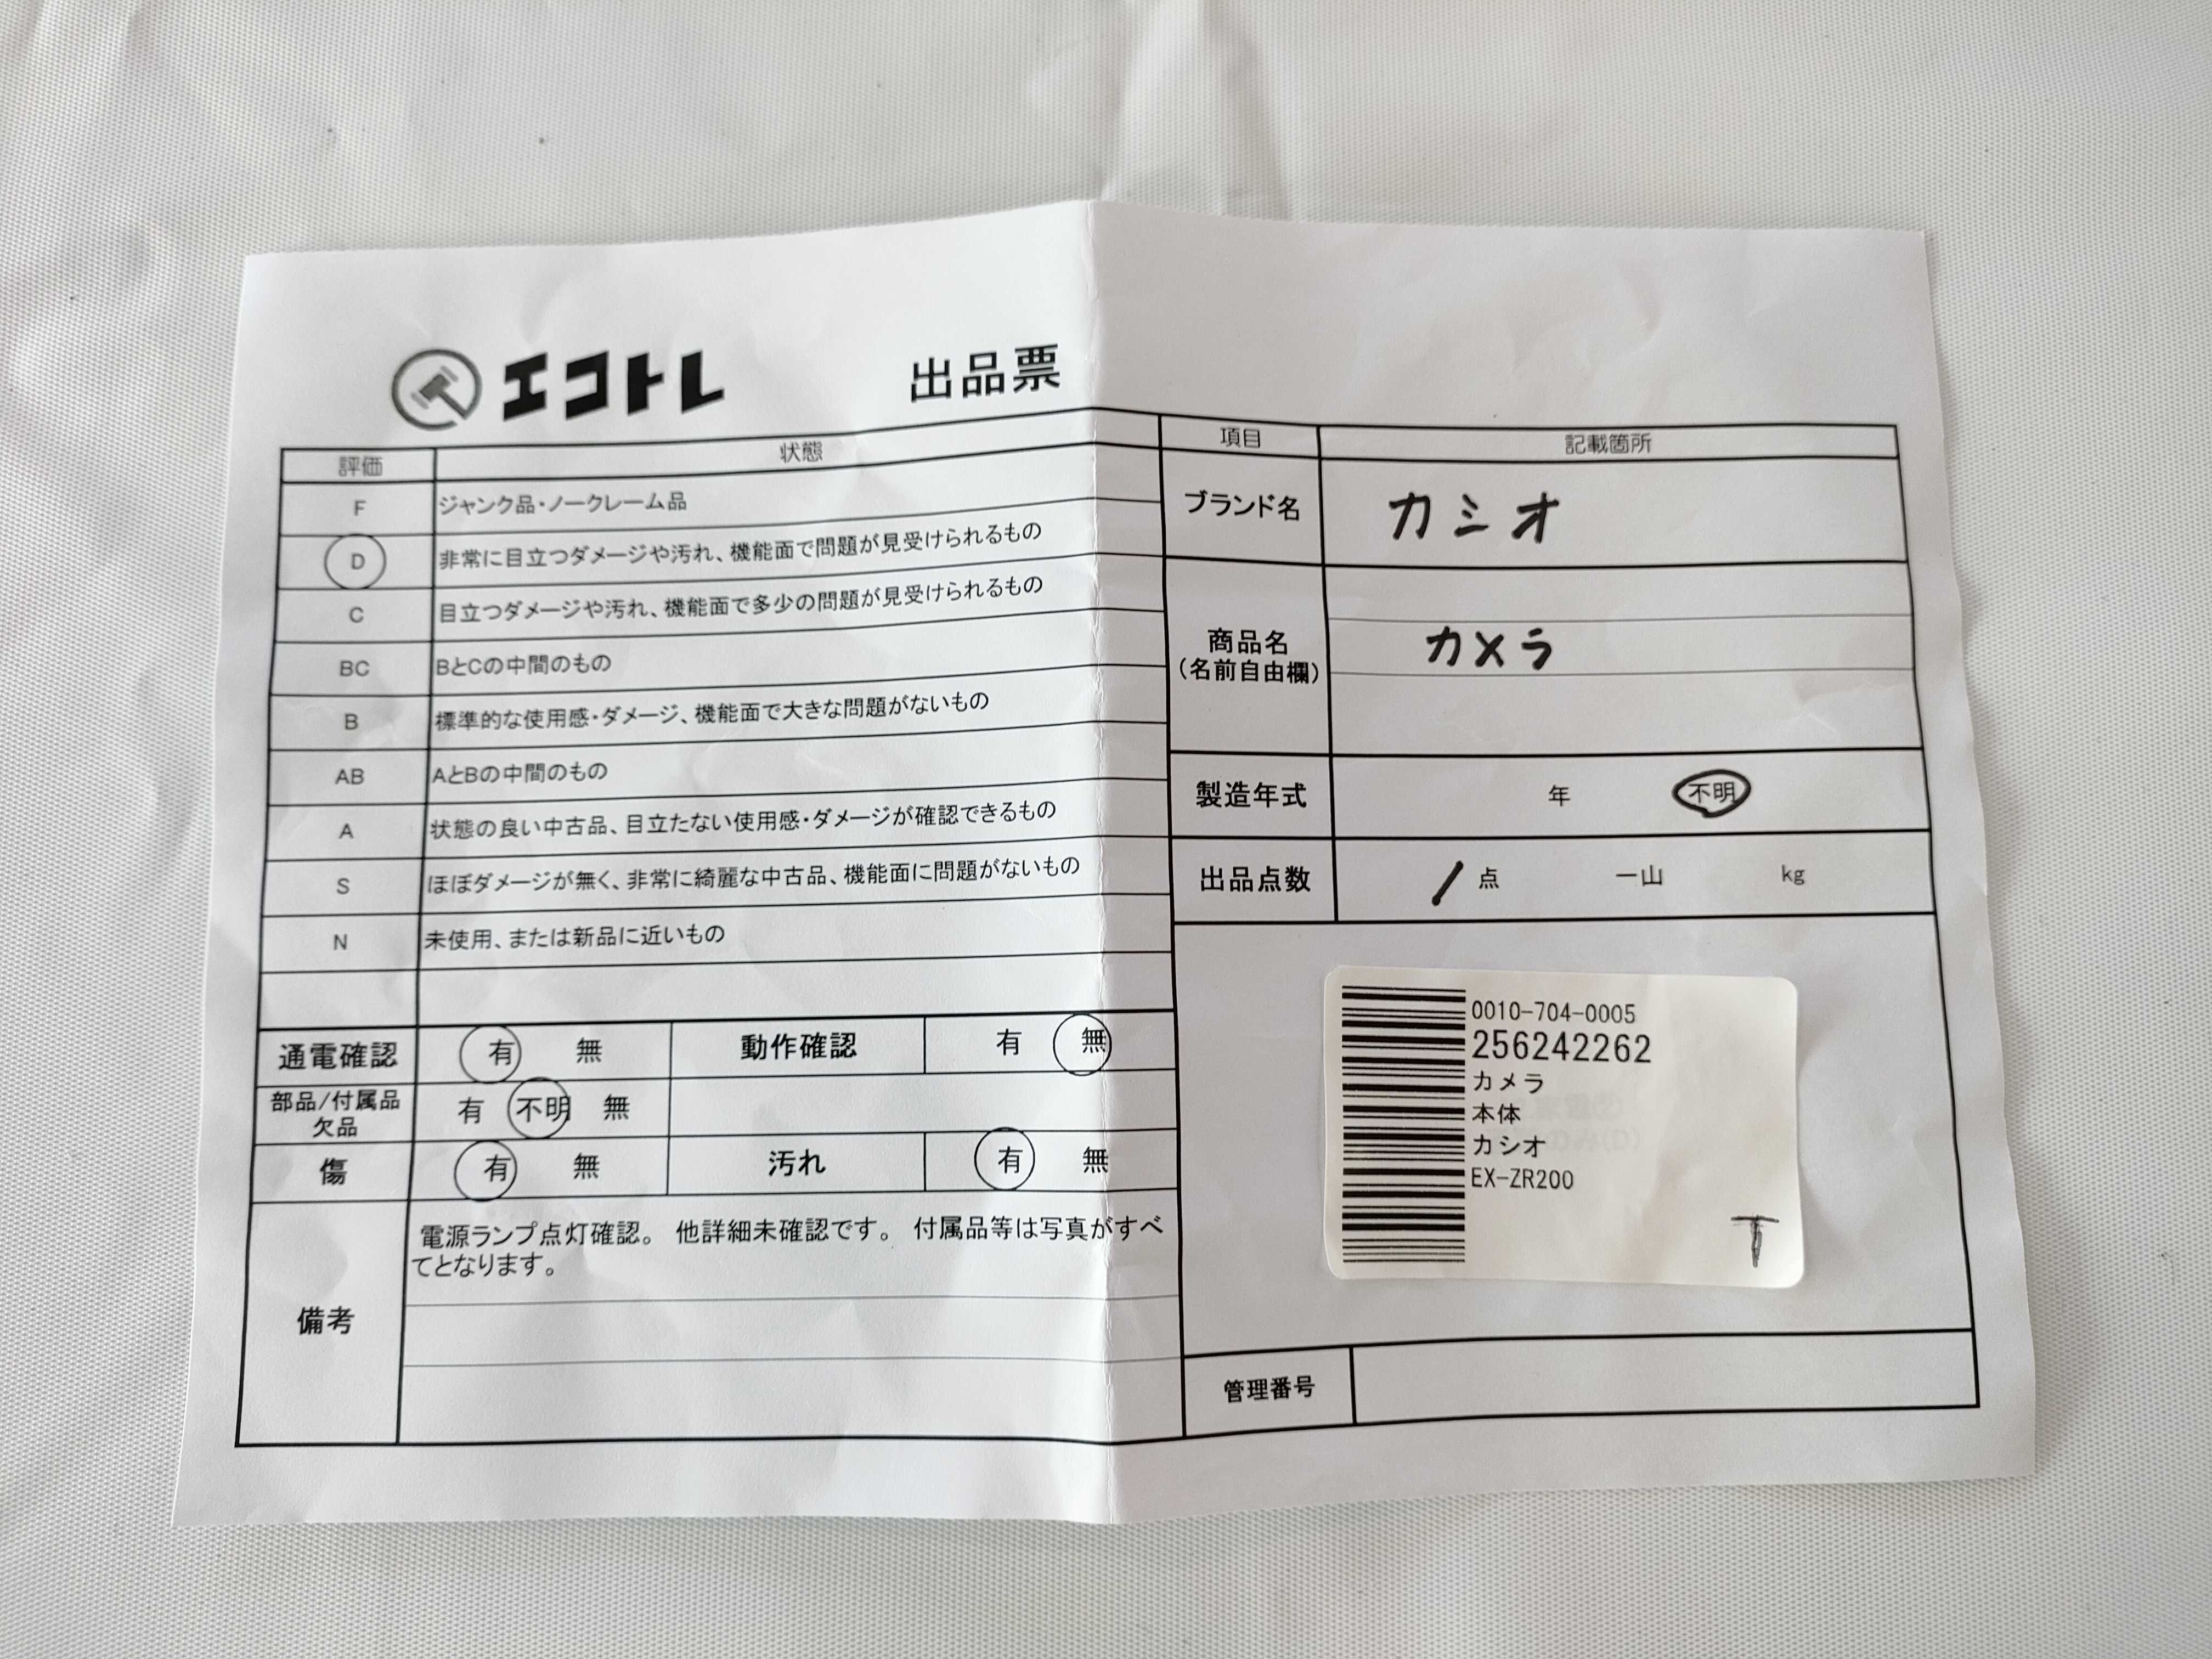 エコトレ 出品票
評価 状態
F ジャンク品・ノークレーム品
D 非常に目立つダメージや汚れ、機能面で問題が見受けられるもの
C 目立つダメージや汚れ、機能面で多少の問題が見受けられるもの
BC BとCの中間のもの
B 標準的な使用感・ダメージ、機能面で大きな問題がないもの
AB AとBの中間のもの
A 状態の良い中古品、目立たない使用感・ダメージが確認できるもの
S ほぼダメージが無く、非常に綺麗な中古品、機能面に問題がないもの
N 未使用、または新品に近いもの
通電確認 有 無 動作確認 有 無
部品/付属品
欠品
有 不明 無
傷 有 無 汚れ 有 無
備考
電源ランプ点灯確認。 他詳細未確認です。 付属品等は写真がすべ
てとなります。
項目 記載箇所
ブランド名 カシオ
商品名
(名前自由欄)
カメラ
製造年式 年 不明
出品点数 1 点 一山 kg
0010-704-0005
256242262
カメラ
本体
カシオ
EX-ZR200
T
管理番号